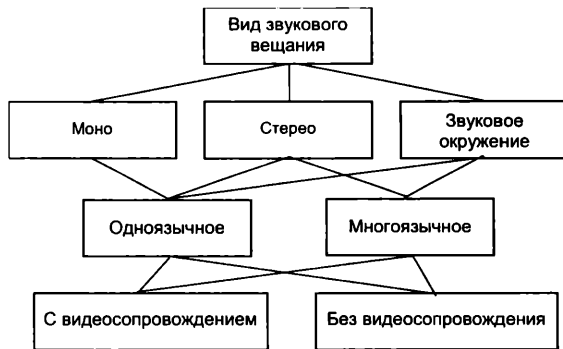 Вид звукового
вещания
Моно
Стерео
Звуковое
окружение
Одноязычное
Многоязычное
С видеосопровождением
Без видеосопровождения